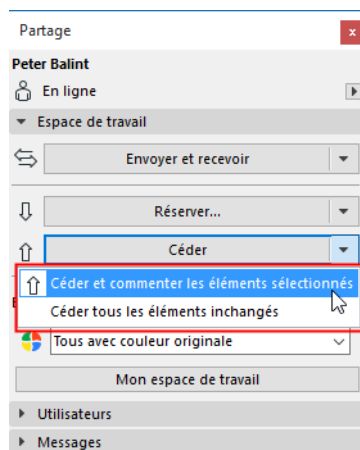 Partage
x
Peter Balint
En ligne
Espace de travail
Envoyer et recevoir
Réserver...
Céder
Céder et commenter les éléments sélectionnés
Céder tous les éléments inchangés
Tous avec couleur originale
Mon espace de travail
Utilisateurs
Messages